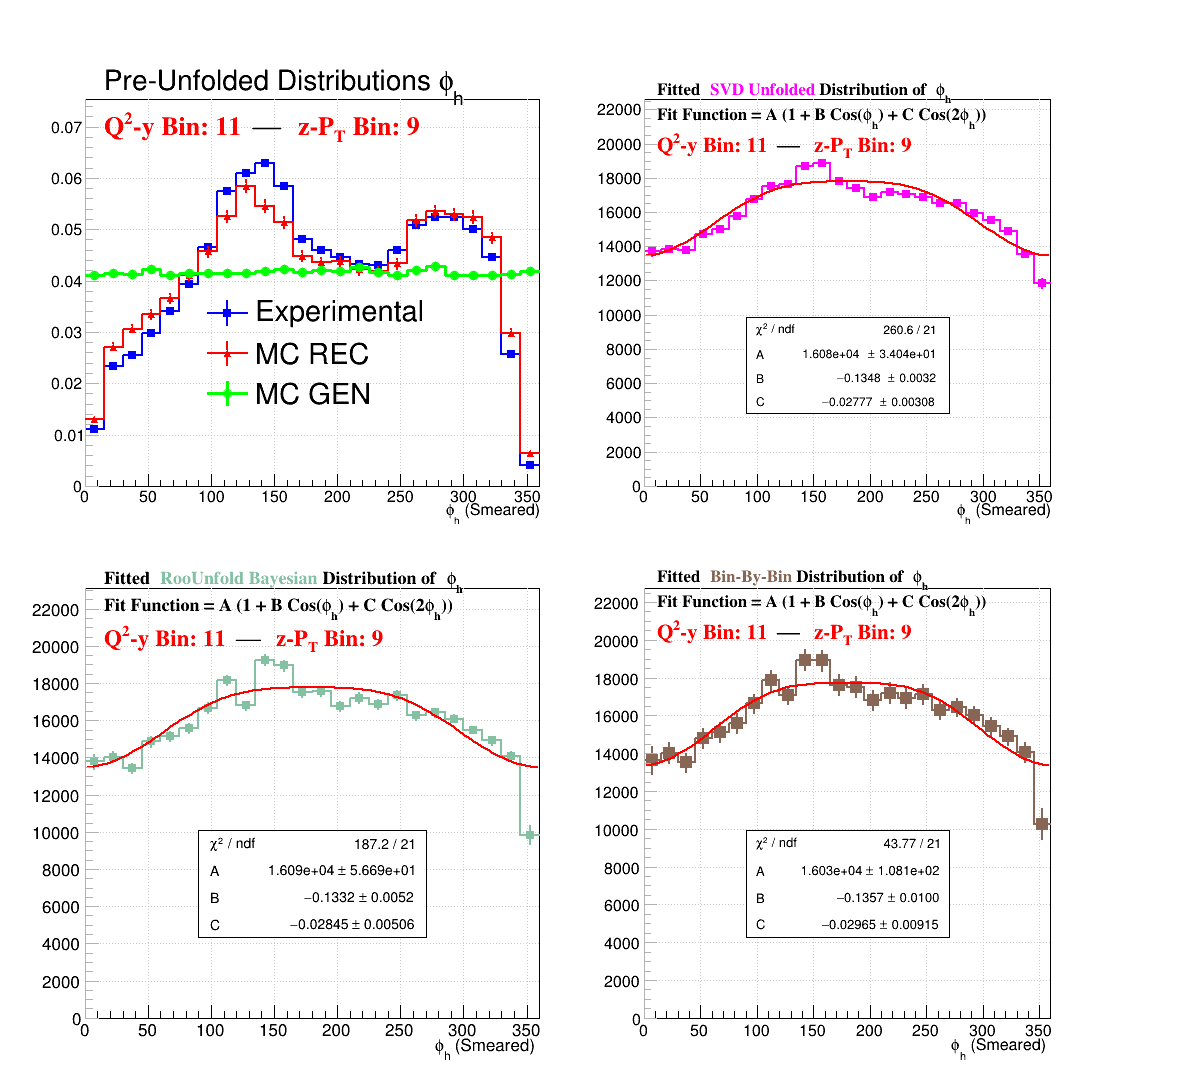 Pre-Unfolded Distributions ϕh
Q2-y Bin: 11 — z-PT Bin: 9
0.07
0.06
0.05
0.04
0.03
0.02
0.01
0
Experimental
MC REC
MC GEN
0 50 100 150 200 250 300 350
ϕh (Smeared)
Fitted SVD Unfolded Distribution of ϕh
Fit Function = A (1 + B Cos(ϕh) + C Cos(2ϕh))
Q2-y Bin: 11 — z-PT Bin: 9
22000
20000
18000
16000
14000
12000
10000
8000
6000
4000
2000
0
χ2 / ndf 260.6 / 21
A 1.608e+04 ± 3.404e+01
B −0.1348 ± 0.0032
C −0.02777 ± 0.00308
0 50 100 150 200 250 300 350
ϕh (Smeared)
Fitted RooUnfold Bayesian Distribution of ϕh
Fit Function = A (1 + B Cos(ϕh) + C Cos(2ϕh))
Q2-y Bin: 11 — z-PT Bin: 9
22000
20000
18000
16000
14000
12000
10000
8000
6000
4000
2000
0
χ2 / ndf 187.2 / 21
A 1.609e+04 ± 5.669e+01
B −0.1332 ± 0.0052
C −0.02845 ± 0.00506
0 50 100 150 200 250 300 350
ϕh (Smeared)
Fitted Bin-By-Bin Distribution of ϕh
Fit Function = A (1 + B Cos(ϕh) + C Cos(2ϕh))
Q2-y Bin: 11 — z-PT Bin: 9
22000
20000
18000
16000
14000
12000
10000
8000
6000
4000
2000
0
χ2 / ndf 43.77 / 21
A 1.603e+04 ± 1.081e+02
B −0.1357 ± 0.0100
C −0.02965 ± 0.00915
0 50 100 150 200 250 300 350
ϕh (Smeared)